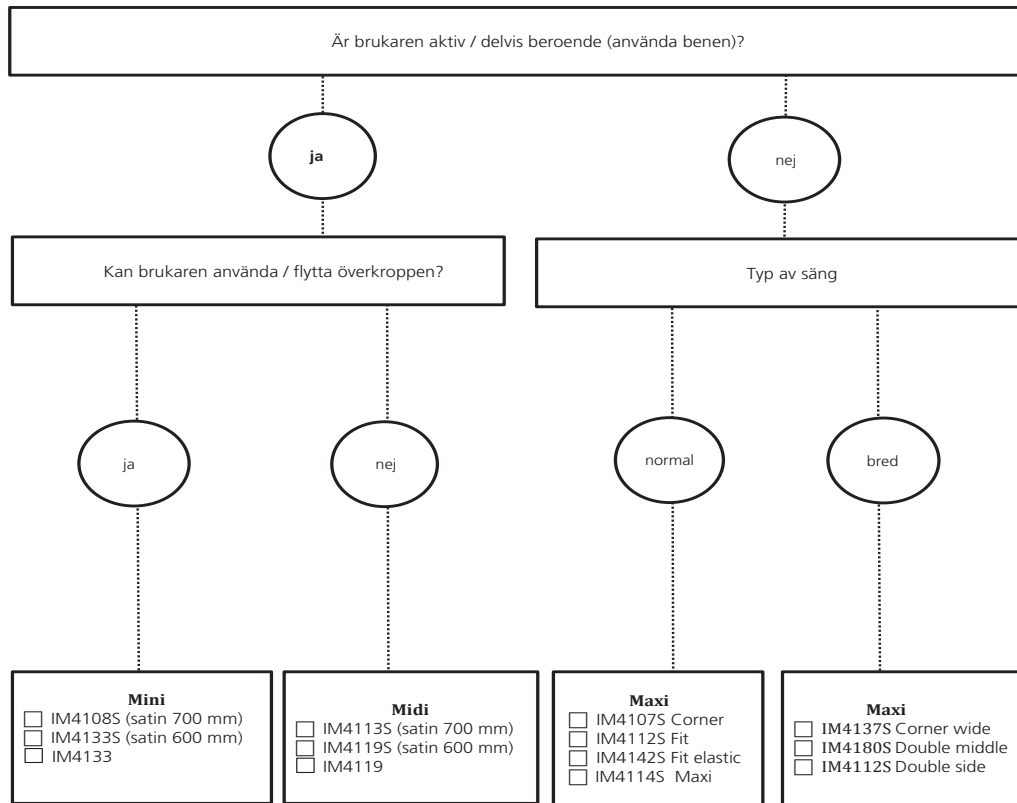 Är brukaren aktiv / delvis beroende (använda benen)?
ja
nej
Kan brukaren använda / flytta överkroppen?
Typ av säng
ja
nej
normal
bred
Mini
IM4108S (satin 700 mm)
IM4133S (satin 600 mm)
IM4133
Midi
IM4113S (satin 700 mm)
IM4119S (satin 600 mm)
IM4119
Maxi
IM4107S Corner
IM4112S Fit
IM4142S Fit elastic
IM4114S Maxi
Maxi
IM4137S Corner wide
IM4180S Double middle
IM4112S Double side